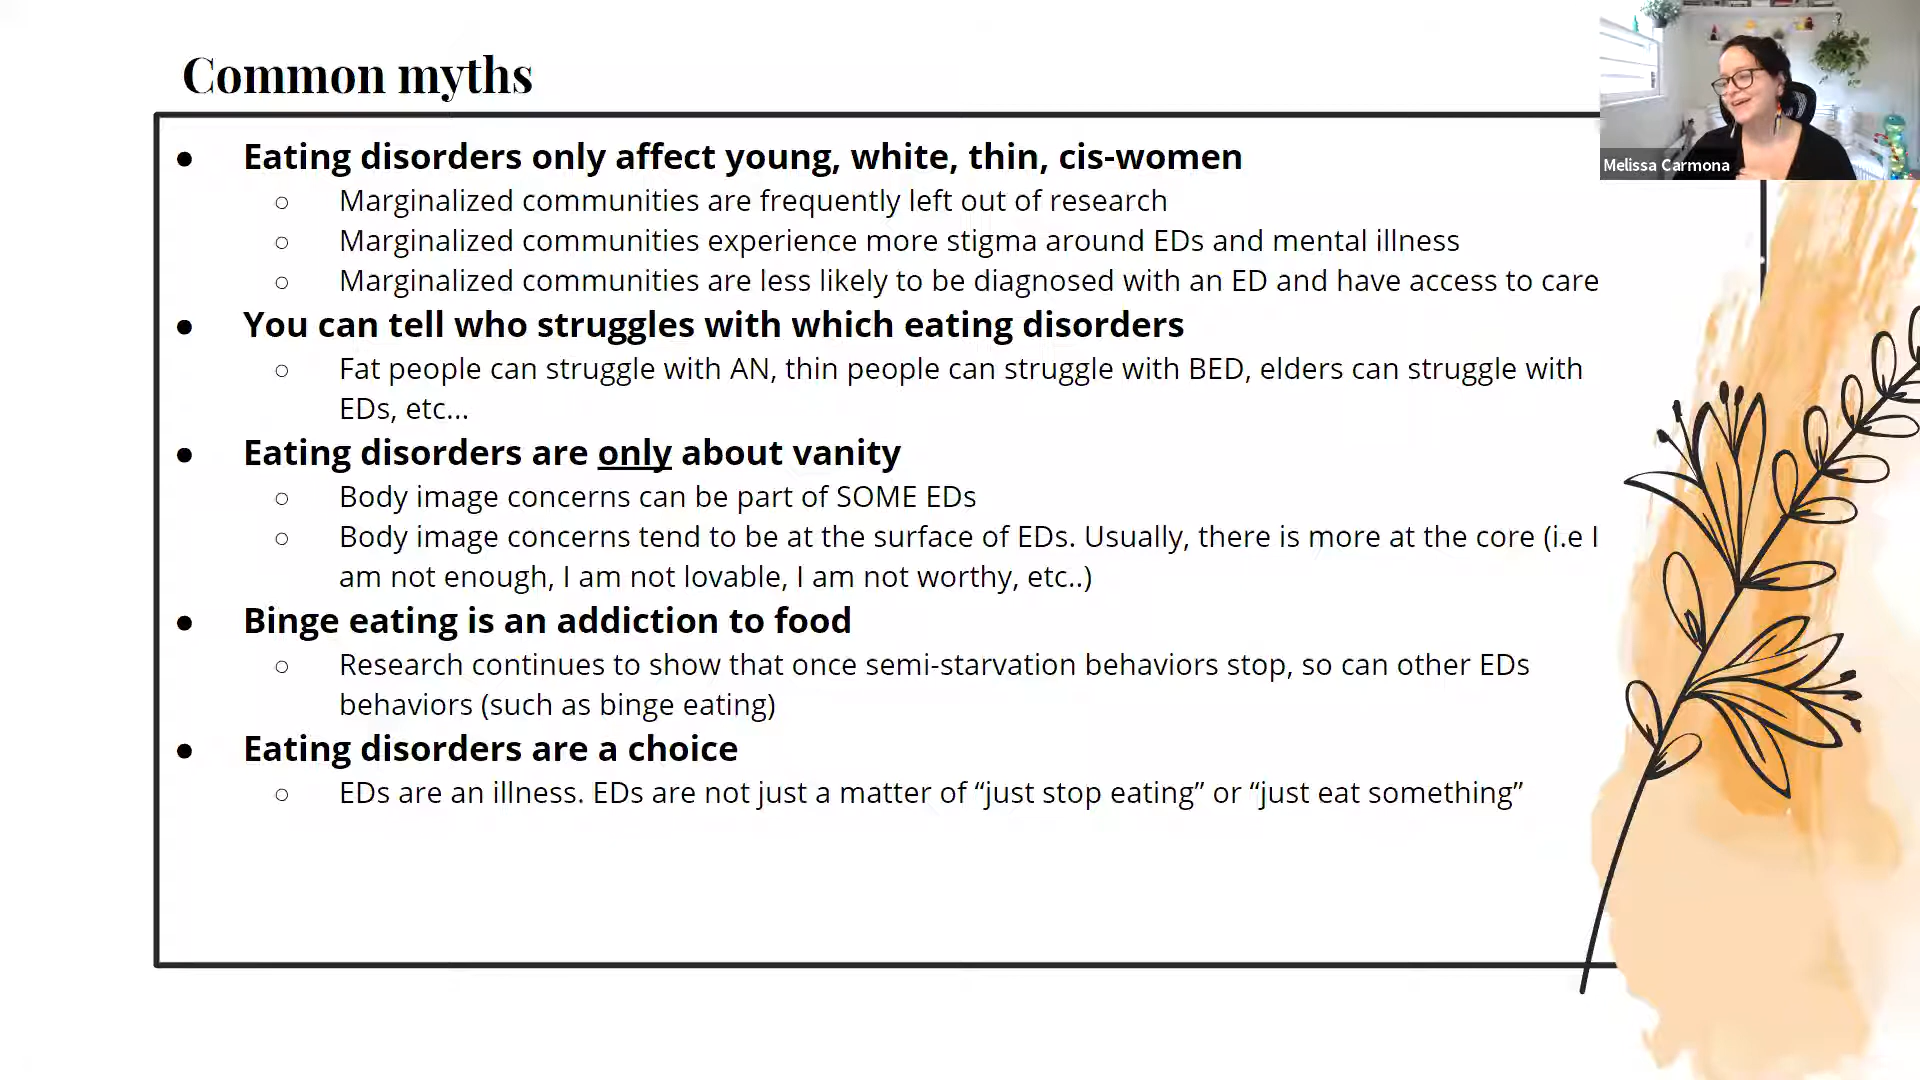 Common myths
Melissa Carmona
● Eating disorders only affect young, white, thin, cis-women
○ Marginalized communities are frequently left out of research
○ Marginalized communities experience more stigma around EDs and mental illness
○ Marginalized communities are less likely to be diagnosed with an ED and have access to care
● You can tell who struggles with which eating disorders
○ Fat people can struggle with AN, thin people can struggle with BED, elders can struggle with
EDs, etc...
● Eating disorders are only about vanity
○ Body image concerns can be part of SOME EDs
○ Body image concerns tend to be at the surface of EDs. Usually, there is more at the core (i.e I
am not enough, I am not lovable, I am not worthy, etc..)
● Binge eating is an addiction to food
○ Research continues to show that once semi-starvation behaviors stop, so can other EDs
behaviors (such as binge eating)
● Eating disorders are a choice
○ EDs are an illness. EDs are not just a matter of “just stop eating” or “just eat something”